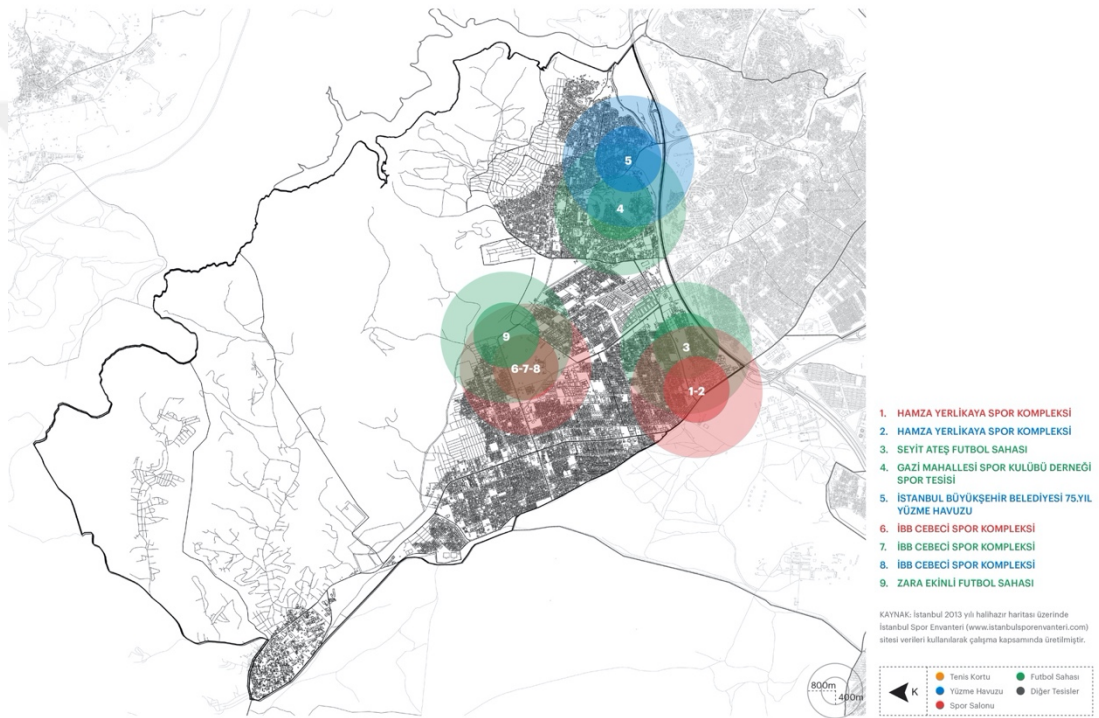 5
4
9
6-7-8
3
1-2
1. HAMZA YERLİKAYA SPOR KOMPLEKSİ
2. HAMZA YERLİKAYA SPOR KOMPLEKSİ
3. SEYİT ATEŞ FUTBOL SAHASI
4. GAZİ MAHALLESİ SPOR KULÜBÜ DERNEĞİ
SPOR TESİSİ
5. İSTANBUL BÜYÜKŞEHİR BELEDİYESİ 75.YIL
YÜZME HAVUZU
6. İBB CEBECİ SPOR KOMPLEKSİ
7. İBB CEBECİ SPOR KOMPLEKSİ
8. İBB CEBECİ SPOR KOMPLEKSİ
9. ZARA EKİNLİ FUTBOL SAHASI
KAYNAK: İstanbul 2013 yılı halihazır haritası üzerinde
İstanbul Spor Envanteri (www.istanbulsporenvanteri.com)
sitesi verileri kullanılarak çalışma kapsamında üretilmiştir.
800m
400m
K
Tenis Kortu
Yüzme Havuzu
Spor Salonu
Futbol Sahası
Diğer Tesisler